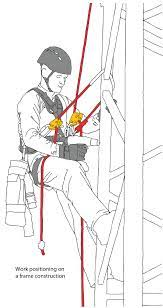 Work positioning on
a frame construction